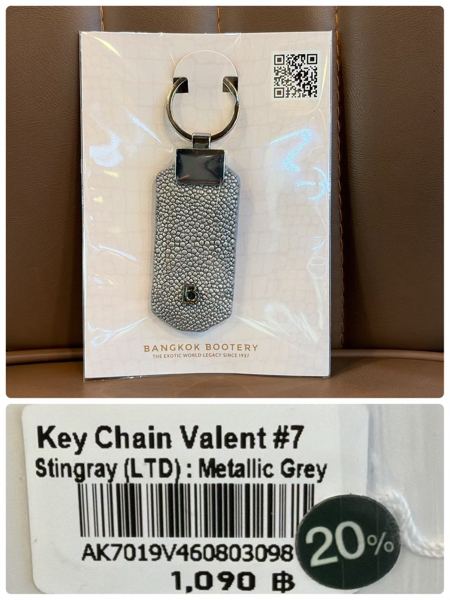 BANGKOK BOOTERY
THE EXOTIC WORLD LEGACY SINCE 1937
Key Chain Valent #7
Stingray (LTD) : Metallic Grey
AK7019V460803098
20%
1,090 ฿